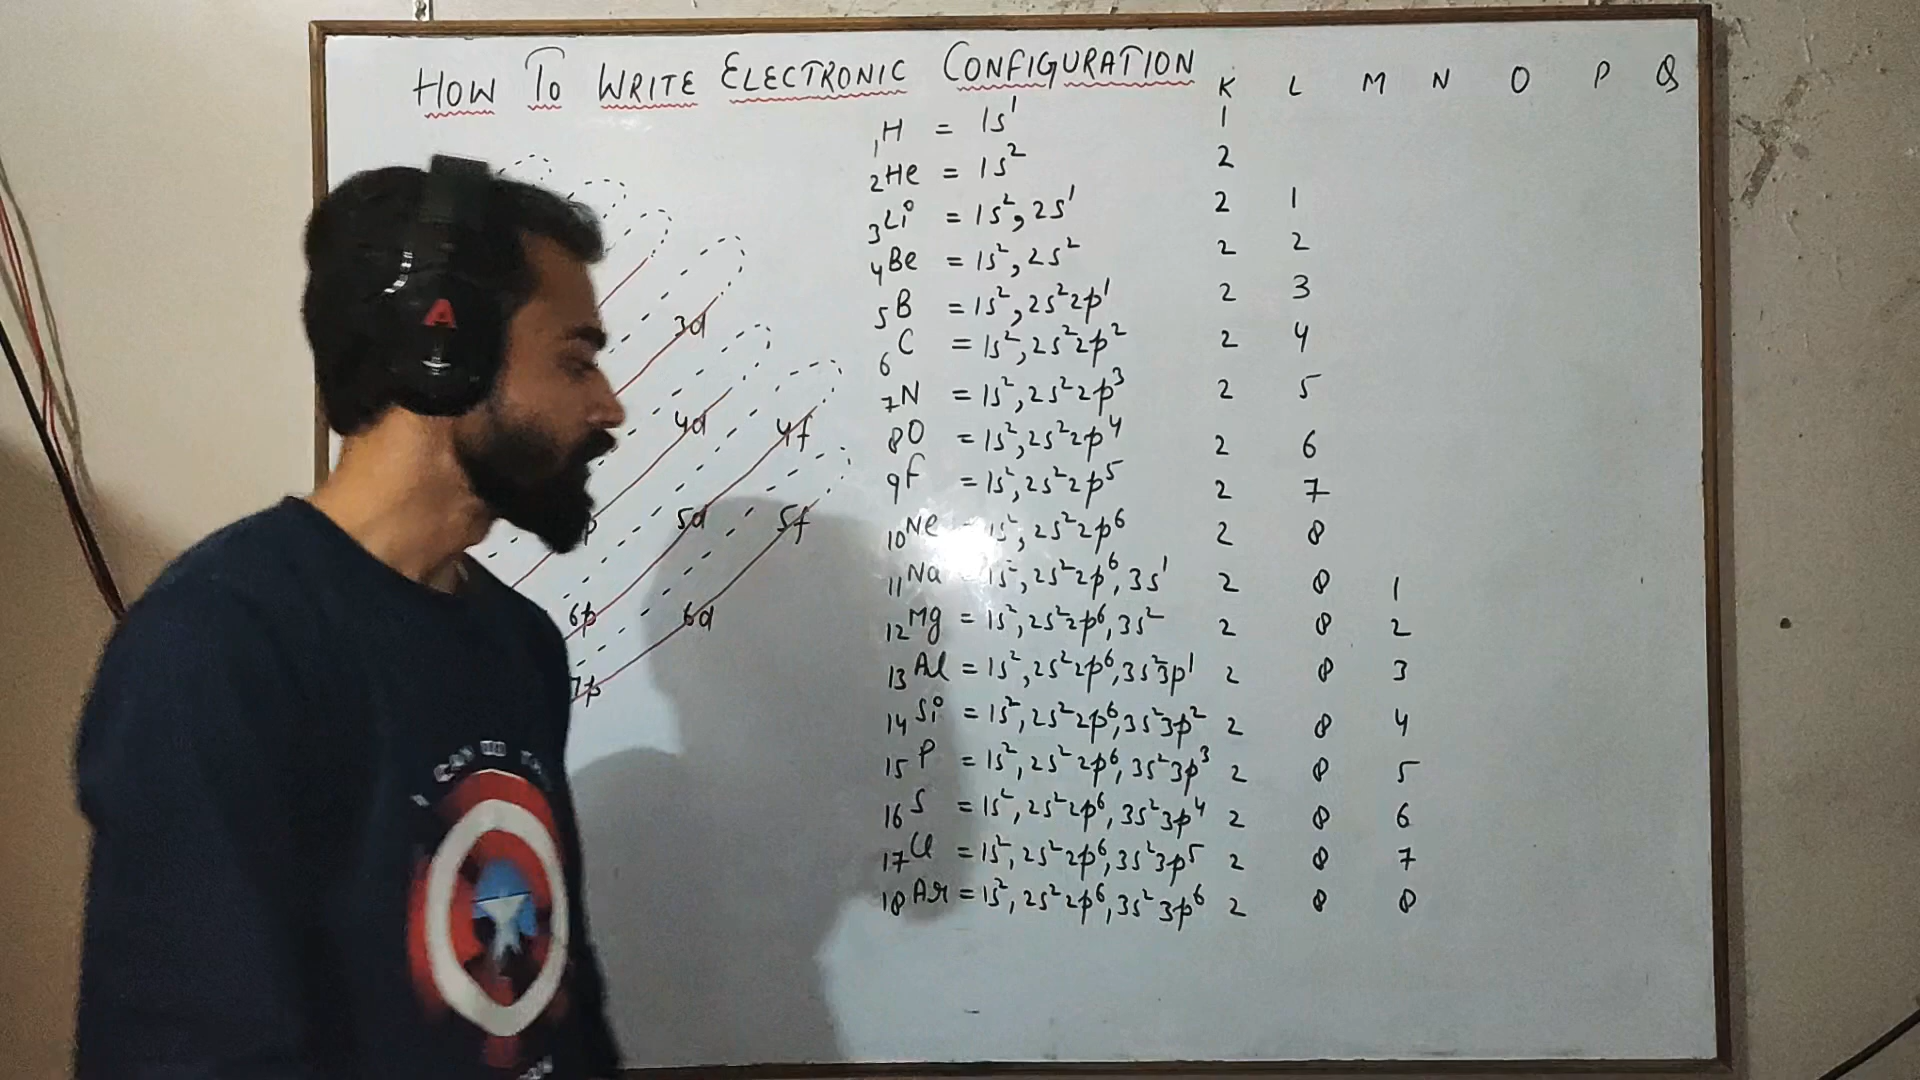 HOW TO WRITE ELECTRONIC CONFIGURATION
K L M N O P Q
₁H = 1s¹ 1
₂He = 1s² 2
₃Li = 1s², 2s¹ 2 1
₄Be = 1s², 2s² 2 2
₅B = 1s², 2s²2p¹ 2 3
₆C = 1s², 2s²2p² 2 4
₇N = 1s², 2s²2p³ 2 5
₈O = 1s², 2s²2p⁴ 2 6
₉F = 1s², 2s²2p⁵ 2 7
₁₀Ne = 1s², 2s²2p⁶ 2 8
₁₁Na = 1s², 2s²2p⁶, 3s¹ 2 8 1
₁₂Mg = 1s², 2s²2p⁶, 3s² 2 8 2
₁₃Al = 1s², 2s²2p⁶, 3s²3p¹ 2 8 3
₁₄Si = 1s², 2s²2p⁶, 3s²3p² 2 8 4
₁₅P = 1s², 2s²2p⁶, 3s²3p³ 2 8 5
₁₆S = 1s², 2s²2p⁶, 3s²3p⁴ 2 8 6
₁₇Cl = 1s², 2s²2p⁶, 3s²3p⁵ 2 8 7
₁₈Ar = 1s², 2s²2p⁶, 3s²3p⁶ 2 8 8
3d
4d 4f
5d 5f
6p 6d
7p
A
I CAN DO